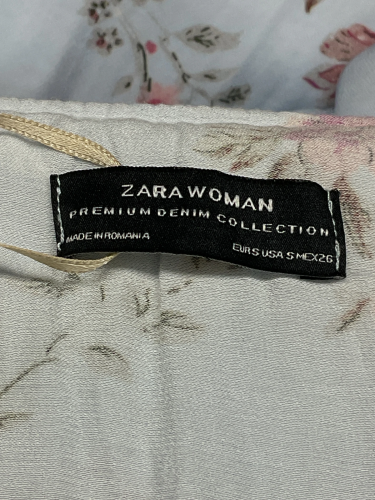 ZARA WOMAN
PREMIUM DENIM COLLECTION
MADE IN ROMANIA
EUR S USA S MEX 26